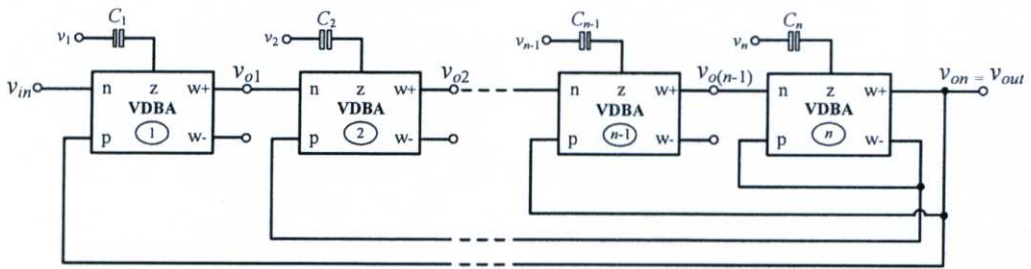 C1 C2 Cn-1 Cn
v1 v2 vn-1 vn
vin n z w+ vo1 n z w+ vo2 n z w+ vo(n-1) n z w+ von = vout
VDBA VDBA VDBA VDBA
p 1 w- p 2 w- p n-1 w- p n w-